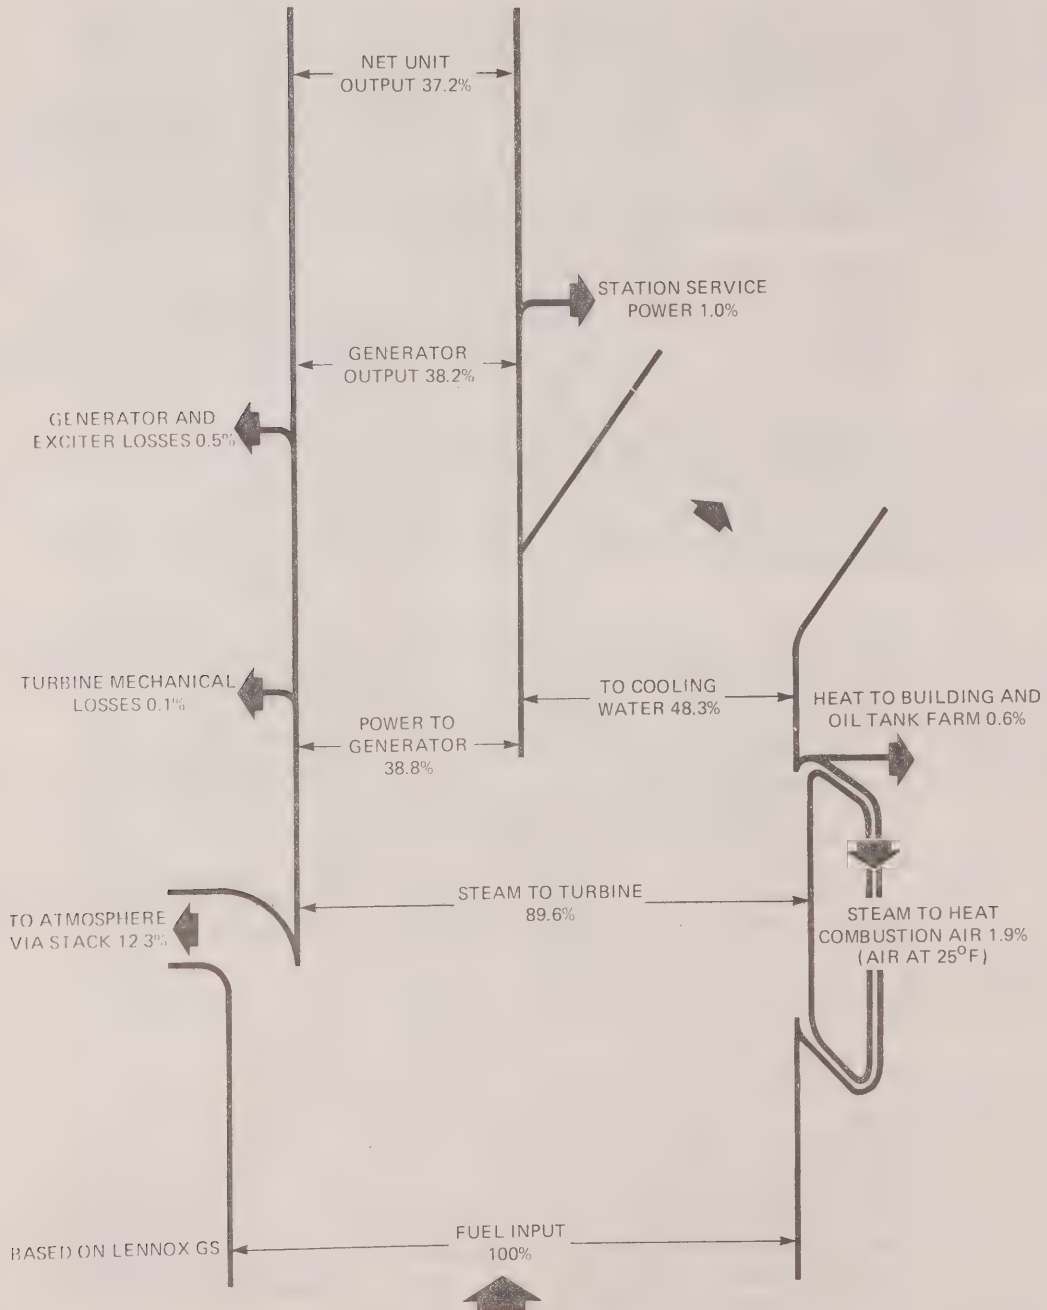 NET UNIT
OUTPUT 37.2%
STATION SERVICE
POWER 1.0%
GENERATOR
OUTPUT 38.2%
GENERATOR AND
EXCITER LOSSES 0.5%
TURBINE MECHANICAL
LOSSES 0.1%
TO COOLING
WATER 48.3%
HEAT TO BUILDING AND
OIL TANK FARM 0.6%
POWER TO
GENERATOR
38.8%
STEAM TO TURBINE
89.6%
TO ATMOSPHERE
VIA STACK 12.3%
STEAM TO HEAT
COMBUSTION AIR 1.9%
(AIR AT 25°F)
FUEL INPUT
100%
BASED ON LENNOX GS